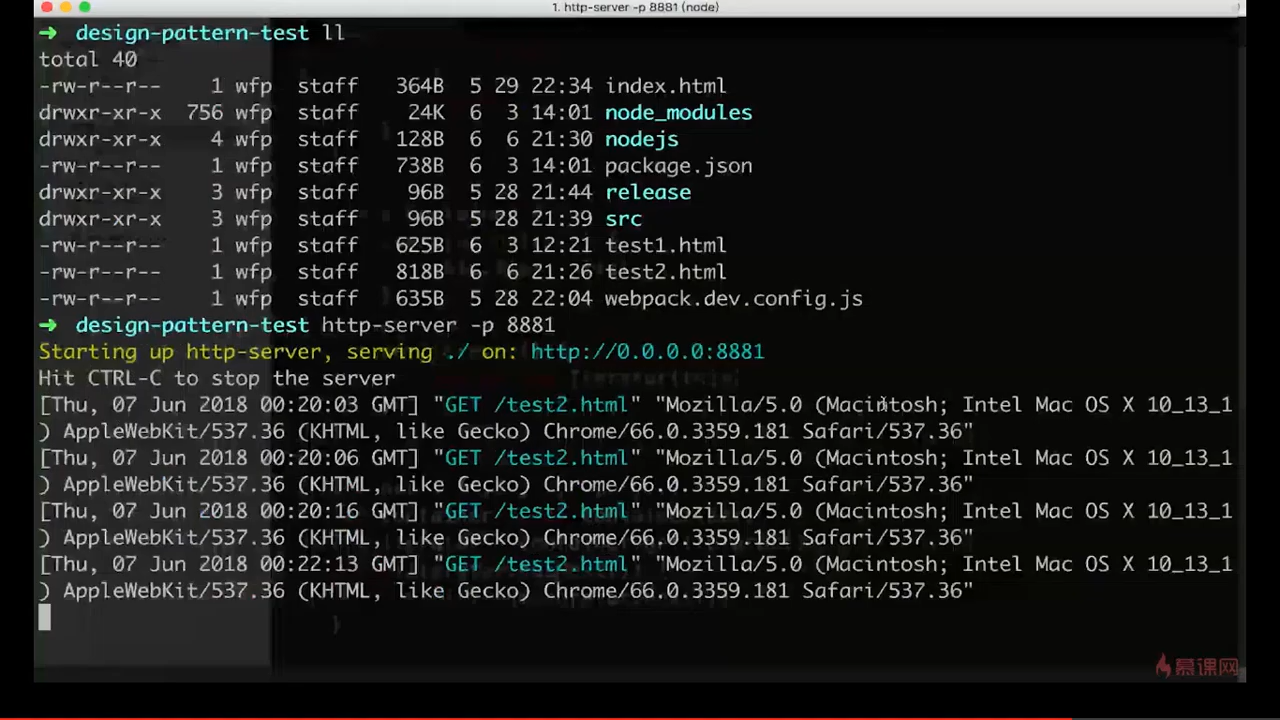 1. http-server -p 8881 (node)
➜ design-pattern-test ll
total 40
-rw-r--r-- 1 wfp staff 364B 5 29 22:34 index.html
drwxr-xr-x 756 wfp staff 24K 6 3 14:01 node_modules
drwxr-xr-x 4 wfp staff 128B 6 6 21:30 nodejs
-rw-r--r-- 1 wfp staff 738B 6 3 14:01 package.json
drwxr-xr-x 3 wfp staff 96B 5 28 21:44 release
drwxr-xr-x 3 wfp staff 96B 5 28 21:39 src
-rw-r--r-- 1 wfp staff 625B 6 3 12:21 test1.html
-rw-r--r-- 1 wfp staff 818B 6 6 21:26 test2.html
-rw-r--r-- 1 wfp staff 635B 5 28 22:04 webpack.dev.config.js
➜ design-pattern-test http-server -p 8881
Starting up http-server, serving ./ on: http://0.0.0.0:8881
Hit CTRL-C to stop the server
[Thu, 07 Jun 2018 00:20:03 GMT] "GET /test2.html" "Mozilla/5.0 (Macintosh; Intel Mac OS X 10_13_1
) AppleWebKit/537.36 (KHTML, like Gecko) Chrome/66.0.3359.181 Safari/537.36"
[Thu, 07 Jun 2018 00:20:06 GMT] "GET /test2.html" "Mozilla/5.0 (Macintosh; Intel Mac OS X 10_13_1
) AppleWebKit/537.36 (KHTML, like Gecko) Chrome/66.0.3359.181 Safari/537.36"
[Thu, 07 Jun 2018 00:20:16 GMT] "GET /test2.html" "Mozilla/5.0 (Macintosh; Intel Mac OS X 10_13_1
) AppleWebKit/537.36 (KHTML, like Gecko) Chrome/66.0.3359.181 Safari/537.36"
[Thu, 07 Jun 2018 00:22:13 GMT] "GET /test2.html" "Mozilla/5.0 (Macintosh; Intel Mac OS X 10_13_1
) AppleWebKit/537.36 (KHTML, like Gecko) Chrome/66.0.3359.181 Safari/537.36"
慕课网